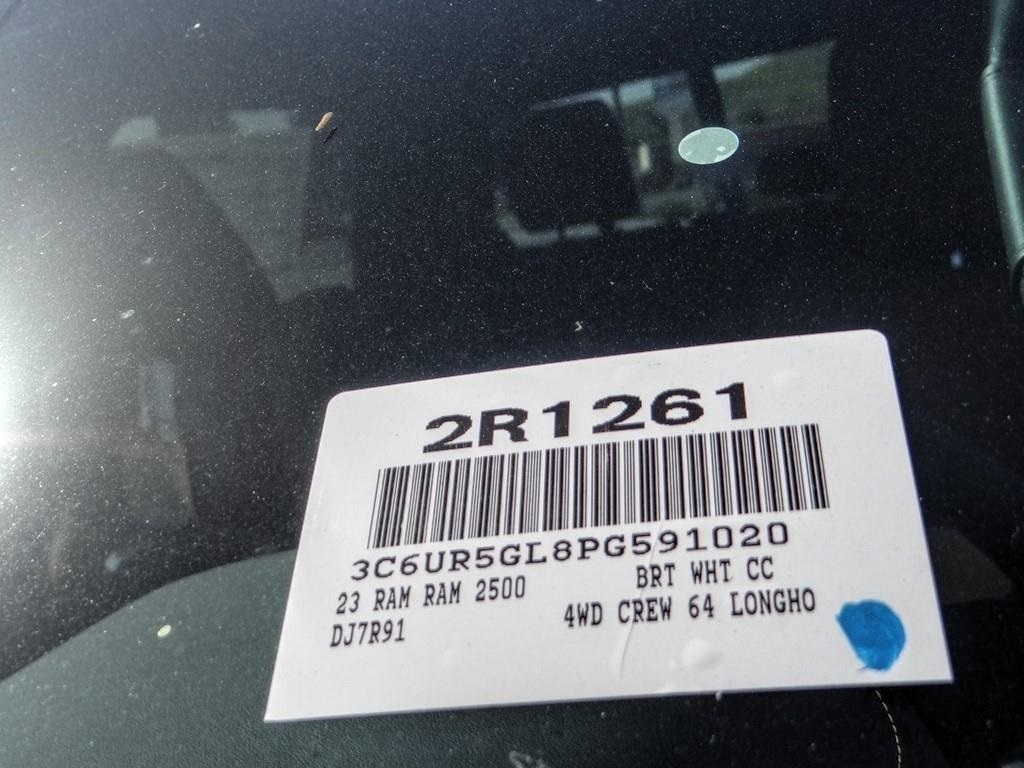 2R1261
3C6UR5GL8PG591020
23 RAM RAM 2500 BRT WHT CC
DJ7R91 4WD CREW 64 LONGHO